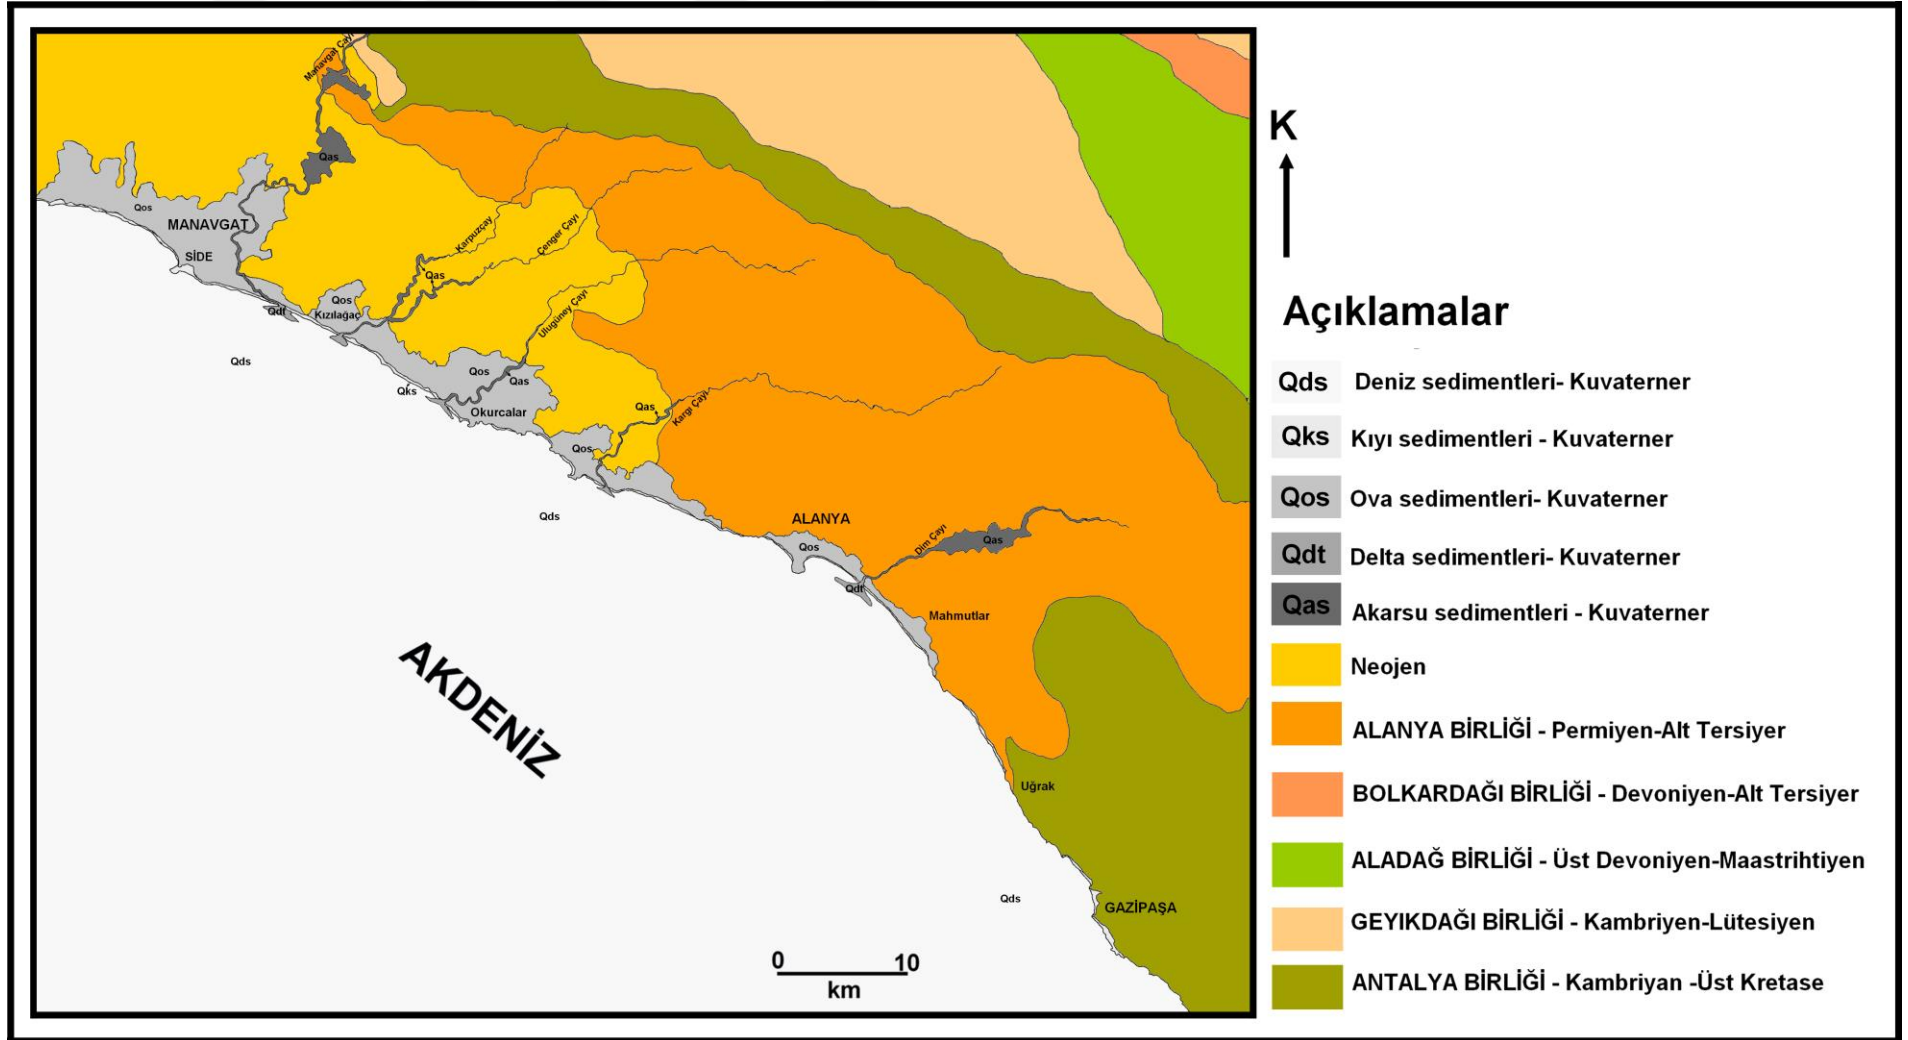 Manavgat Çayı
Qas
Qos
MANAVGAT
SİDE
Karpuzçay
Çenger Çayı
Qas
Qos
Kızılağaç
Qdt
Ulugüney Çayı
Qds
Qos
Qas
Qks
Okurcalar
Qas
Kargı Çayı
Qos
Qds
ALANYA
Qos
Dim Çayı
Qas
Qdt
Mahmutlar
AKDENİZ
Uğrak
Qds
GAZİPAŞA
0 10
km
K
Açıklamalar
Qds Deniz sedimentleri- Kuvaterner
Qks Kıyı sedimentleri - Kuvaterner
Qos Ova sedimentleri- Kuvaterner
Qdt Delta sedimentleri- Kuvaterner
Qas Akarsu sedimentleri - Kuvaterner
Neojen
ALANYA BİRLİĞİ - Permiyen-Alt Tersiyer
BOLKARDAĞI BİRLİĞİ - Devoniyen-Alt Tersiyer
ALADAĞ BİRLİĞİ - Üst Devoniyen-Maastrihtiyen
GEYIKDAĞI BİRLİĞİ - Kambriyen-Lütesiyen
ANTALYA BİRLİĞİ - Kambriyan -Üst Kretase